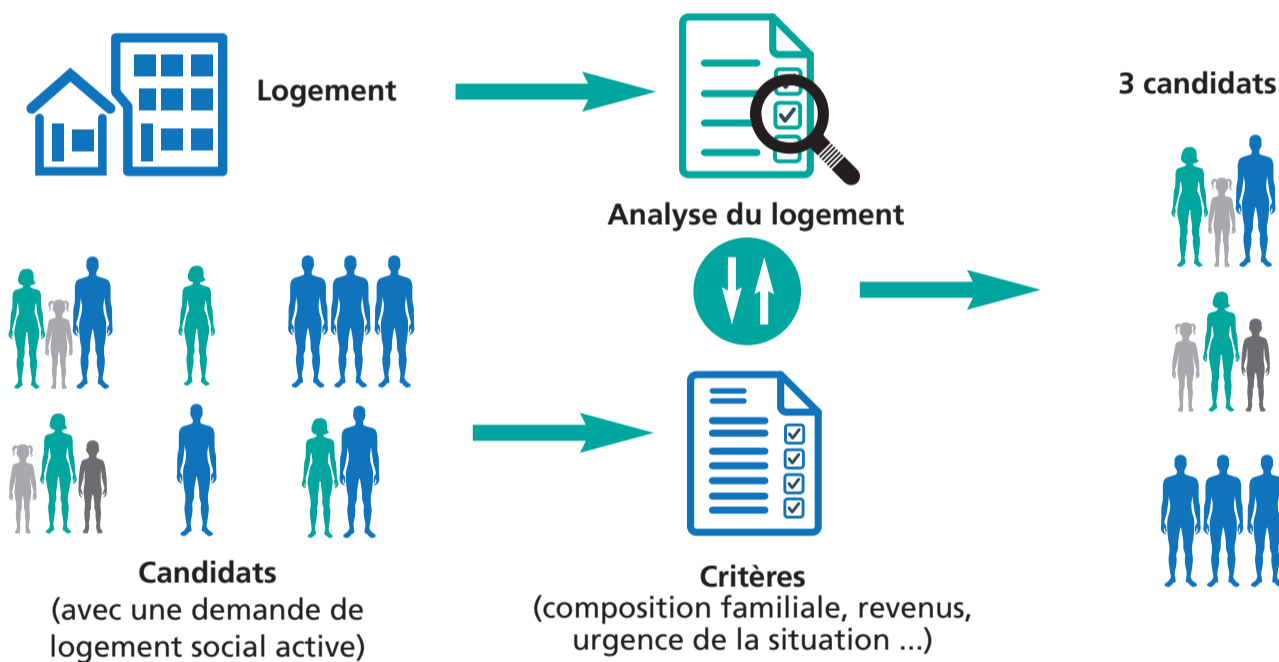 Logement
Analyse du logement
3 candidats
Candidats
(avec une demande de
logement social active)
Critères
(composition familiale, revenus,
urgence de la situation ...)